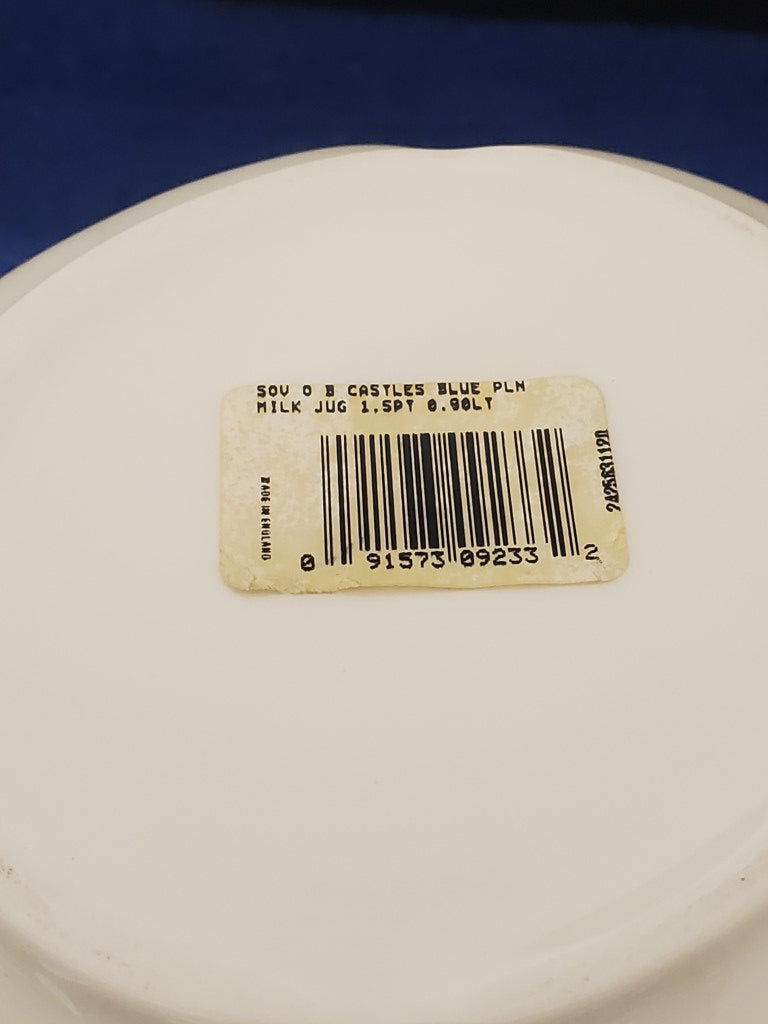 SOV O B CASTLES BLUE PLN
MILK JUG 1.5PT 0.90LT
MADE IN ENGLAND
0 91573 09233 2